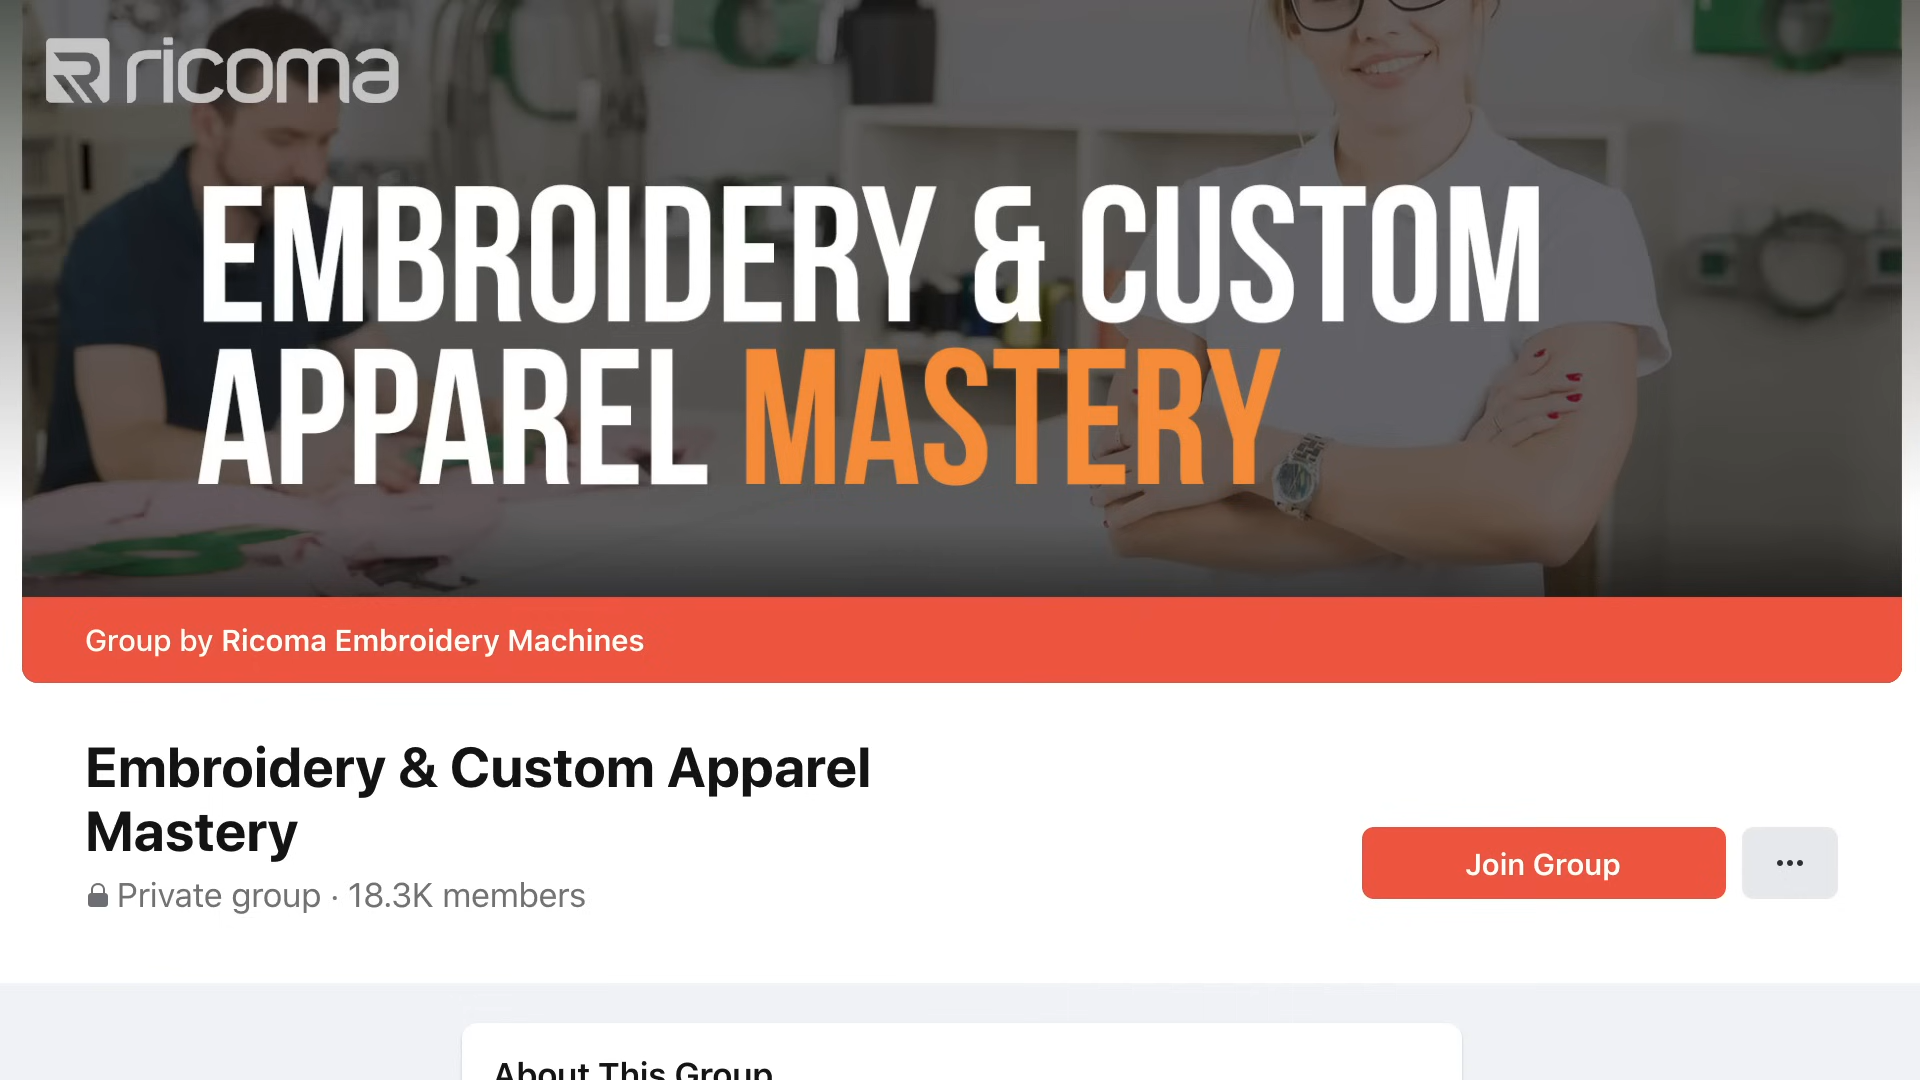 ricoma
EMBROIDERY & CUSTOM
APPAREL MASTERY
Group by Ricoma Embroidery Machines
Embroidery & Custom Apparel
Mastery
Private group · 18.3K members
Join Group
About This Group